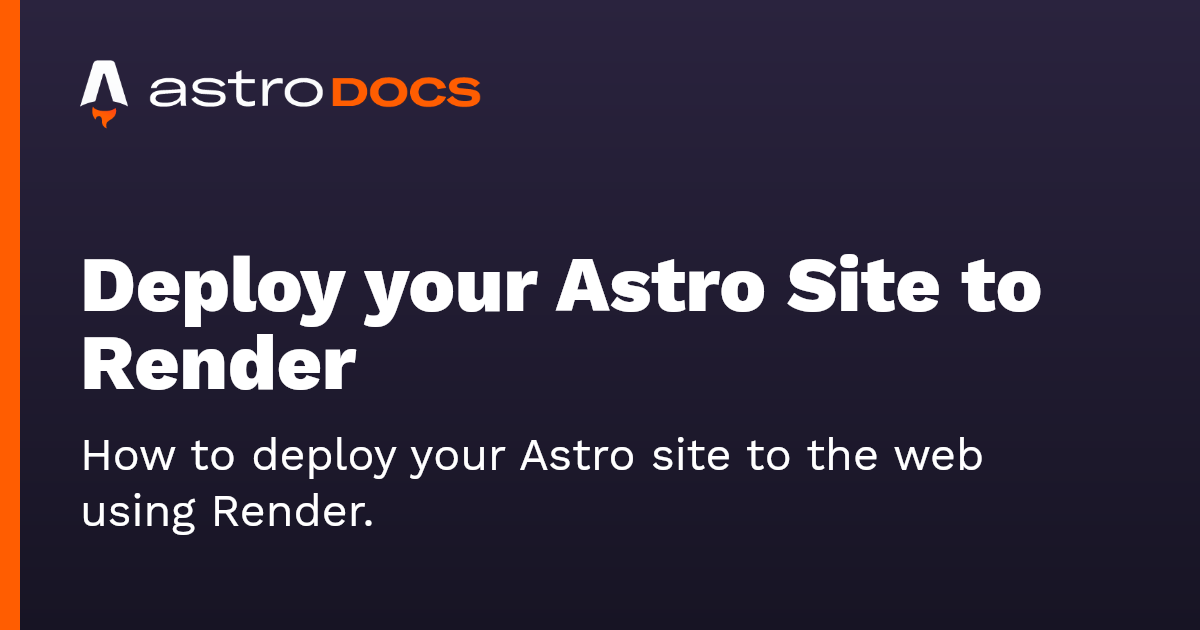 astro DOCS
Deploy your Astro Site to
Render
How to deploy your Astro site to the web
using Render.